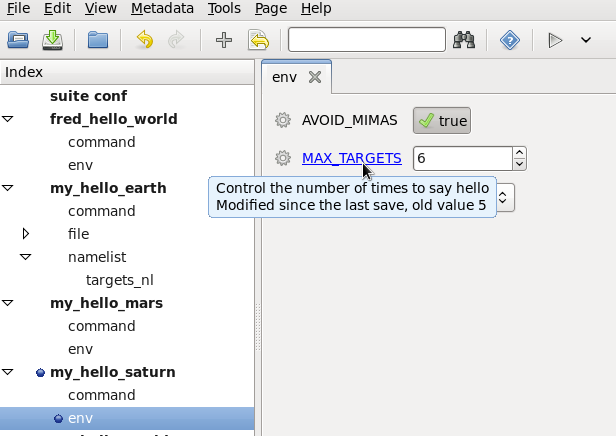 File Edit View Metadata Tools Page Help
Index
suite conf
fred_hello_world
command
env
my_hello_earth
command
file
namelist
targets_nl
my_hello_mars
command
env
my_hello_saturn
command
env
env
AVOID_MIMAS true
MAX_TARGETS 6
Control the number of times to say hello
Modified since the last save, old value 5